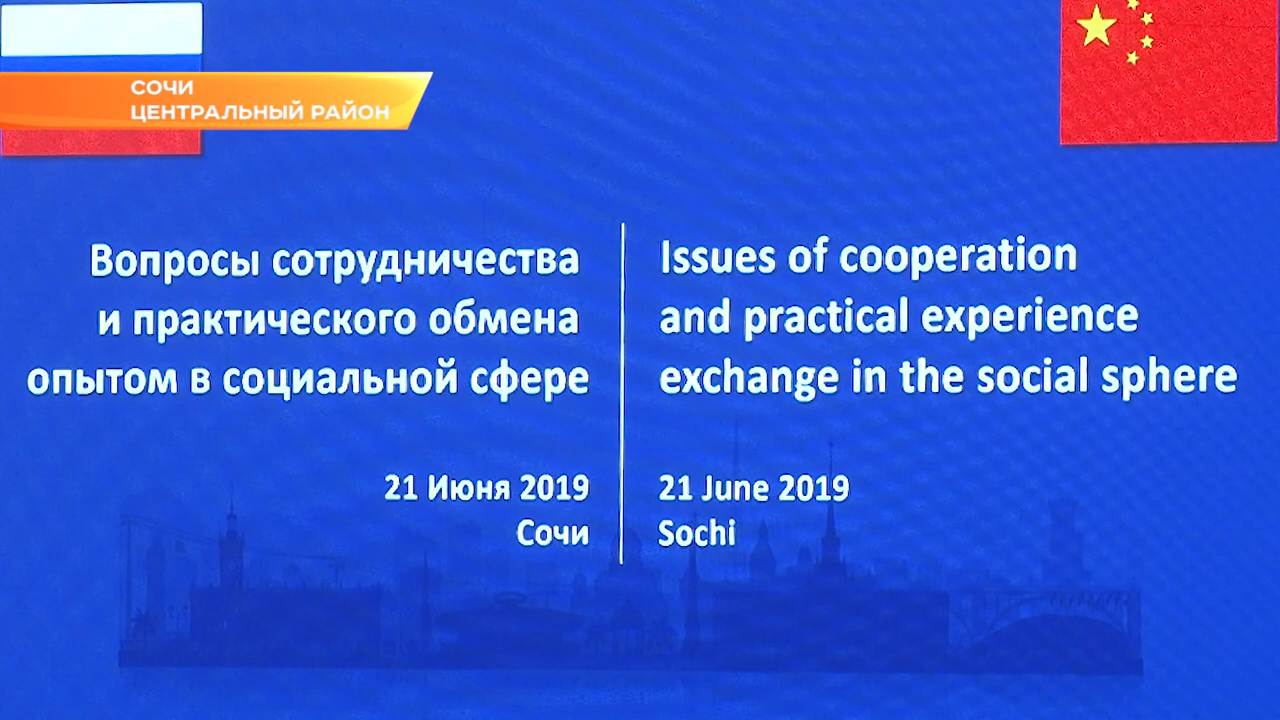 СОЧИ
ЦЕНТРАЛЬНЫЙ РАЙОН
Вопросы сотрудничества
и практического обмена
опытом в социальной сфере
21 Июня 2019
Сочи
Issues of cooperation
and practical experience
exchange in the social sphere
21 June 2019
Sochi